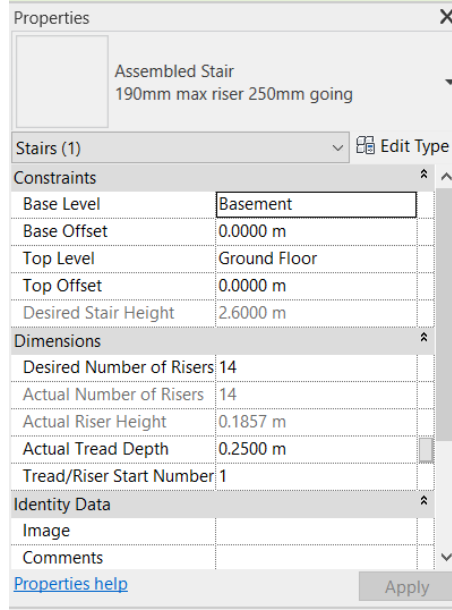 Properties
Assembled Stair
190mm max riser 250mm going
Stairs (1) Edit Type
Constraints
Base Level Basement
Base Offset 0.0000 m
Top Level Ground Floor
Top Offset 0.0000 m
Desired Stair Height 2.6000 m
Dimensions
Desired Number of Risers 14
Actual Number of Risers 14
Actual Riser Height 0.1857 m
Actual Tread Depth 0.2500 m
Tread/Riser Start Number 1
Identity Data
Image
Comments
Properties help Apply